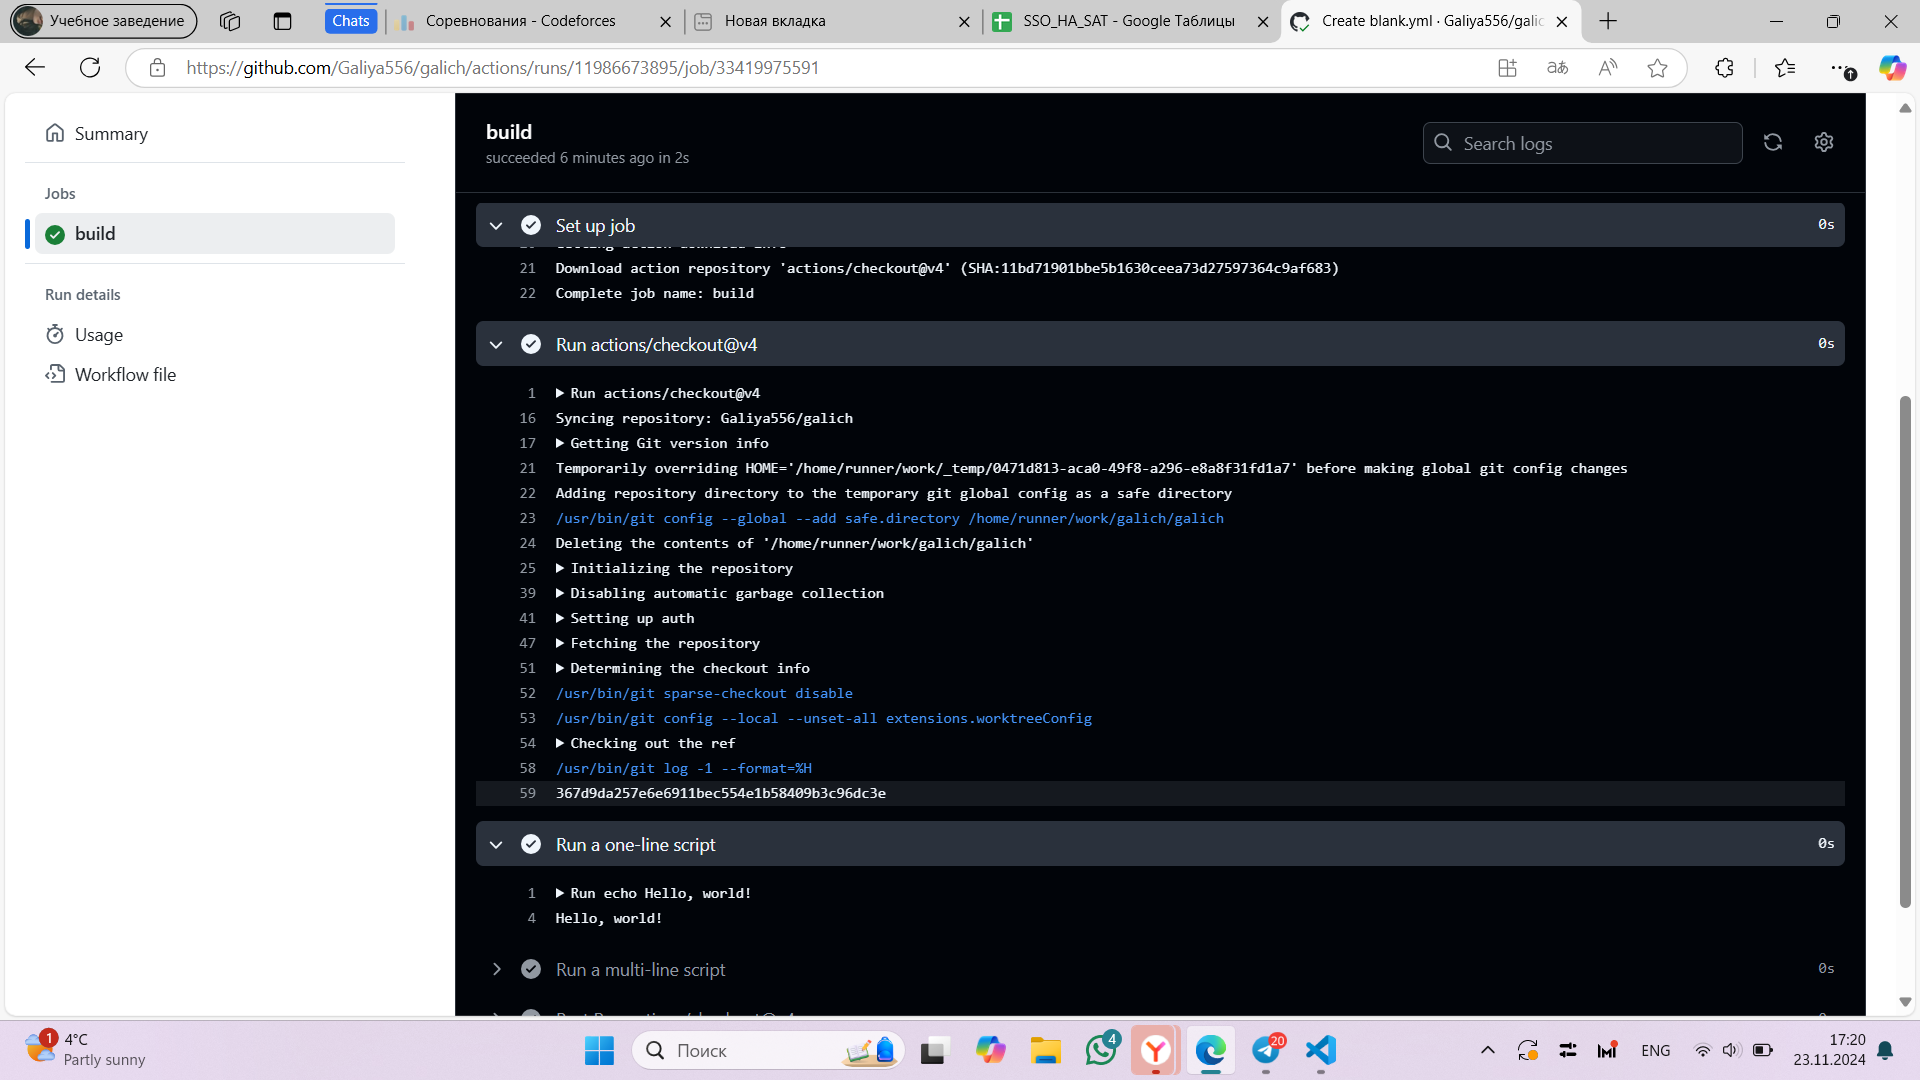 Учебное заведение
Chats
Соревнования - Codeforces
Новая вкладка
SSO_HA_SAT - Google Таблицы
Create blank.yml · Galiya556/galic
https://github.com/Galiya556/galich/actions/runs/11986673895/job/33419975591
Summary
Jobs
build
Run details
Usage
Workflow file
build
succeeded 6 minutes ago in 2s
Search logs
Set up job 0s
21 Download action repository 'actions/checkout@v4' (SHA:11bd71901bbe5b1630ceea73d27597364c9af683)
22 Complete job name: build
Run actions/checkout@v4 0s
1 Run actions/checkout@v4
16 Syncing repository: Galiya556/galich
17 Getting Git version info
21 Temporarily overriding HOME='/home/runner/work/_temp/0471d813-aca0-49f8-a296-e8a8f31fd1a7' before making global git config changes
22 Adding repository directory to the temporary git global config as a safe directory
23 /usr/bin/git config --global --add safe.directory /home/runner/work/galich/galich
24 Deleting the contents of '/home/runner/work/galich/galich'
25 Initializing the repository
39 Disabling automatic garbage collection
41 Setting up auth
47 Fetching the repository
51 Determining the checkout info
52 /usr/bin/git sparse-checkout disable
53 /usr/bin/git config --local --unset-all extensions.worktreeConfig
54 Checking out the ref
58 /usr/bin/git log -1 --format=%H
59 367d9da257e6e6911bec554e1b58409b3c96dc3e
Run a one-line script 0s
1 Run echo Hello, world!
4 Hello, world!
Run a multi-line script 0s
1
4°C
Partly sunny
Поиск
4
20
ENG
17:20
23.11.2024